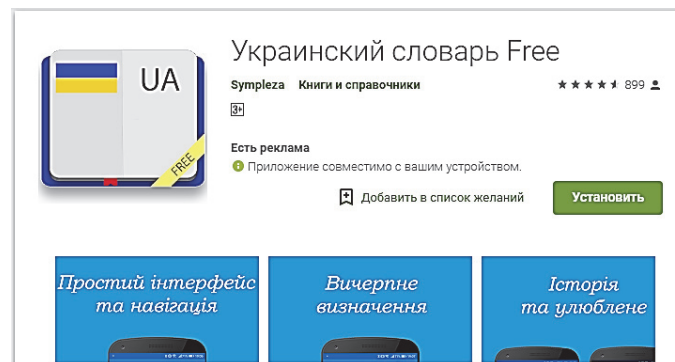 Украинский словарь Free
UA
Sympleza Книги и справочники 899
3+
Есть реклама
FREE
Приложение совместимо с вашим устройством.
Добавить в список желаний Установить
Простий інтерфейс
та навігація
Вичерпне
визначення
Історія
та улюблене